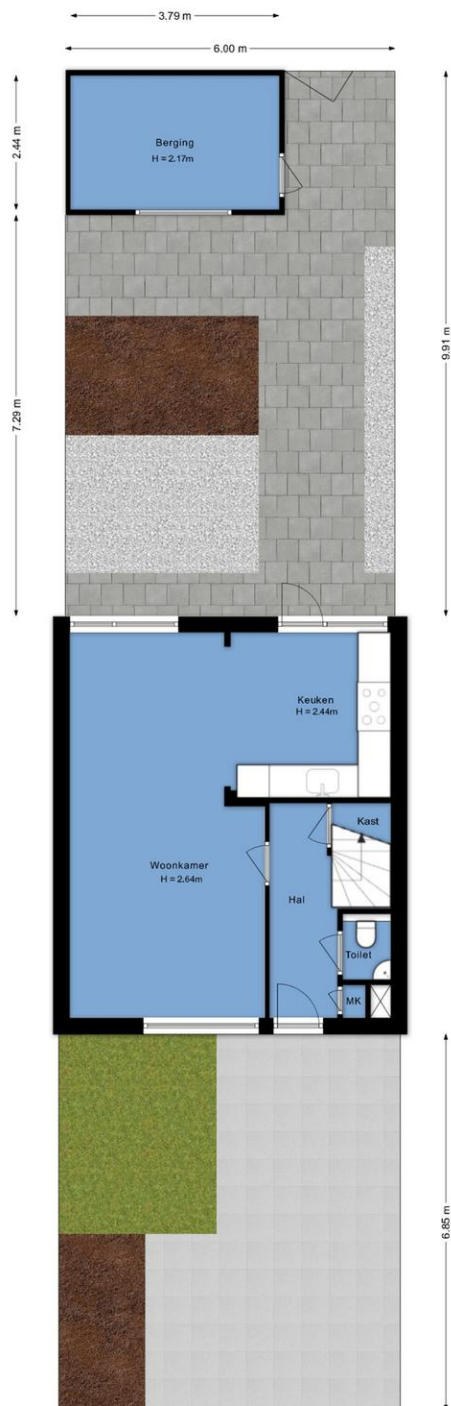 3.79 m
6.00 m
2.44 m
Berging
H = 2.17m
9.91 m
7.29 m
Keuken
H = 2.44m
Kast
Woonkamer
H = 2.64m
Hal
Toilet
MK
6.85 m